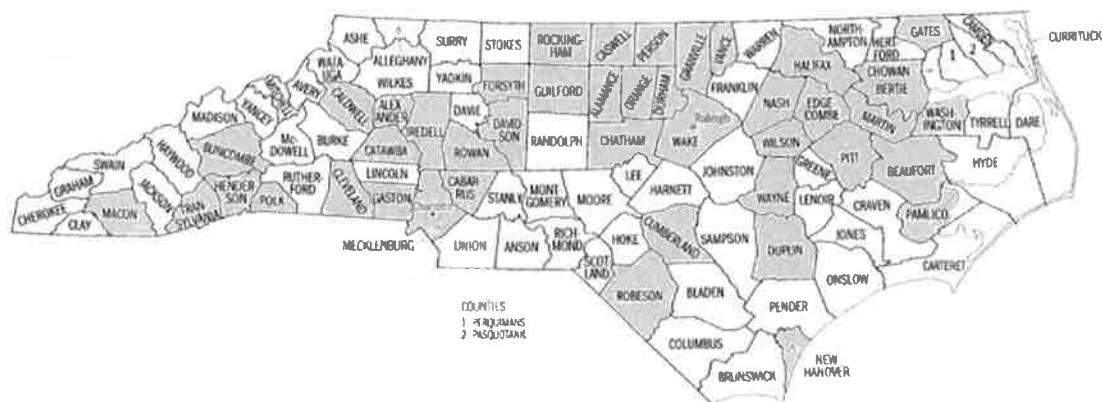 ASHE
ALLEGHANY
SURRY
STOKES
ROCKING-
HAM
CASWELL
PERSON
GRANVILLE
VANCE
WARREN
NORTH-
AMPTON
HERT-
FORD
GATES
CAMDEN
CURRITUCK
1
2
WATA-
UGA
WILKES
YADKIN
FORSYTH
GUILFORD
ALAMANCE
ORANGE
DURHAM
FRANKLIN
HALIFAX
CHOWAN
BERTIE
MITCHELL
AVERY
CALDWELL
ALEX
ANDER
DAVIE
DAVID-
SON
RANDOLPH
CHATHAM
WAKE
Raleigh
NASH
EDGE
COMBE
MARTIN
WASH-
INGTON
TYRRELL
DARE
MADISON
YANCEY
McDOWELL
BURKE
IREDELL
ROWAN
CATAWBA
WILSON
PITT
BEAUFORT
HYDE
SWAIN
HAYWOOD
BUNCOMBE
RUTHER-
FORD
LINCOLN
CABAR
RUS
LEE
JOHNSTON
GREENE
GRAHAM
JACKSON
HENDER
SON
POLK
CLEVELAND
GASTON
STANLY
MONT
GOMERY
MOORE
HARNETT
WAYNE
LENOIR
CRAVEN
PAMLICO
CHEROKEE
CLAY
MACON
TRAN
SYLVANIA
MECKLENBURG
UNION
ANSON
RICH-
MOND
SCOT
LAND
HOKE
CUMBERLAND
SAMPSON
DUPLIN
JONES
CARTERET
ONSLOW
ROBESON
BLADEN
PENDER
COLUMBUS
BRUNSWICK
NEW
HANOVER
COUNTIES
1 PERQUIMANS
2 PASQUOTANK